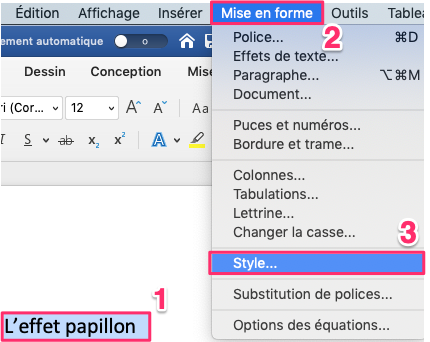 Édition Affichage Insérer Mise en forme Outils Tablea
ement automatique o
Dessin Conception Mise
ri (Cor... 12 A A Aa
I S ab x₂ x² A
Police... ⌘D
Effets de texte...
Paragraphe... ⌥⌘M
Document...
Puces et numéros...
Bordure et trame...
Colonnes...
Tabulations...
Lettrine...
Changer la casse...
Style...
Substitution de polices...
Options des équations...
2
3
1
L'effet papillon